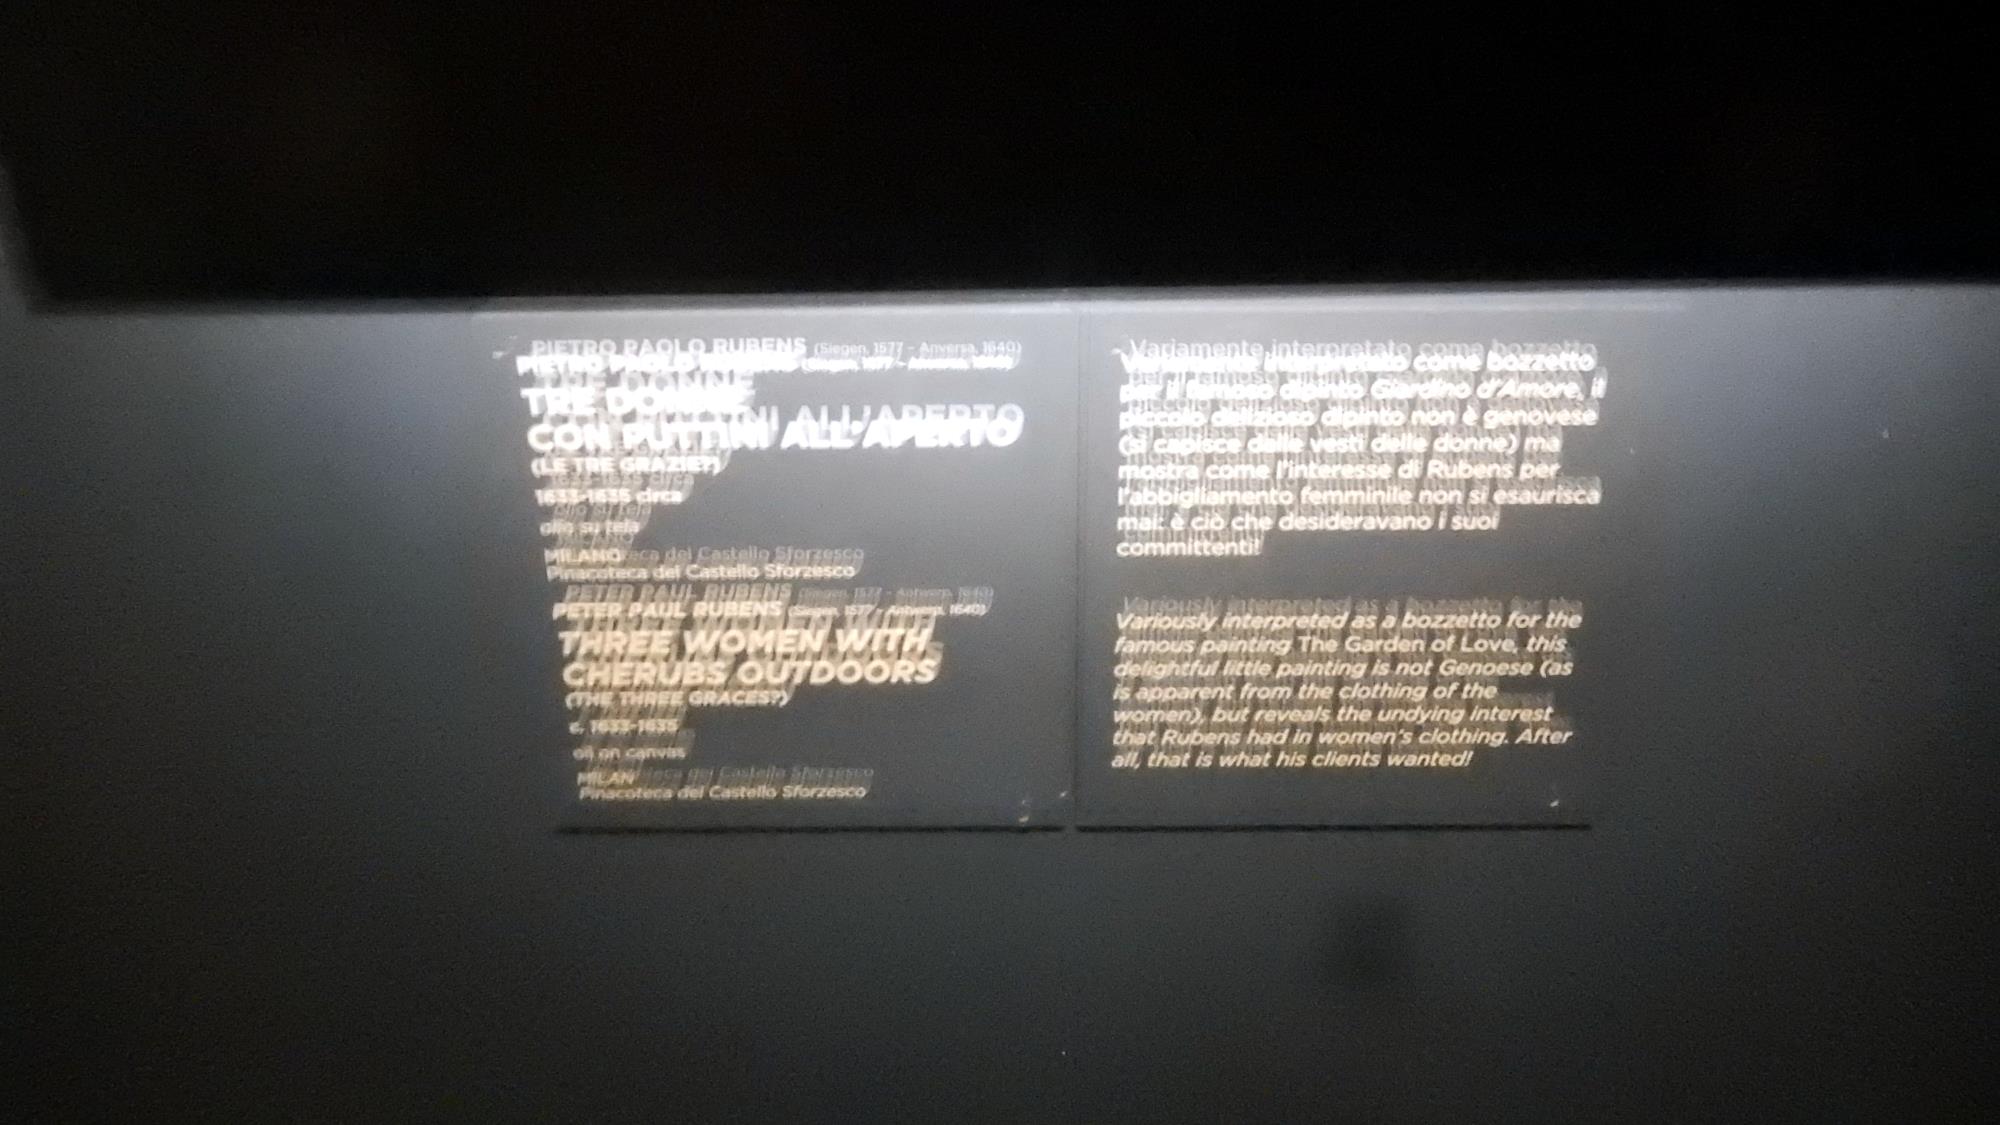 PIETRO PAOLO RUBENS (Siegen, 1577 - Anversa, 1640)
TRE DONNE
CON PUTTINI ALL'APERTO
(LE TRE GRAZIE?)
1633-1635 circa
olio su tela
MILANO
Pinacoteca del Castello Sforzesco
PETER PAUL RUBENS (Siegen, 1577 - Antwerp, 1640)
THREE WOMEN WITH
CHERUBS OUTDOORS
(THE THREE GRACES?)
c. 1633-1635
oil on canvas
MILAN
Pinacoteca del Castello Sforzesco
Variamente interpretato come bozzetto
per il famoso dipinto Giardino d'Amore, il
piccolo delizioso dipinto non è genovese
(si capisce dalle vesti delle donne) ma
mostra come l'interesse di Rubens per
l'abbigliamento femminile non si esaurisca
mai: è ciò che desideravano i suoi
committenti!
Variously interpreted as a bozzetto for the
famous painting The Garden of Love, this
delightful little painting is not Genoese (as
is apparent from the clothing of the
women), but reveals the undying interest
that Rubens had in women's clothing. After
all, that is what his clients wanted!